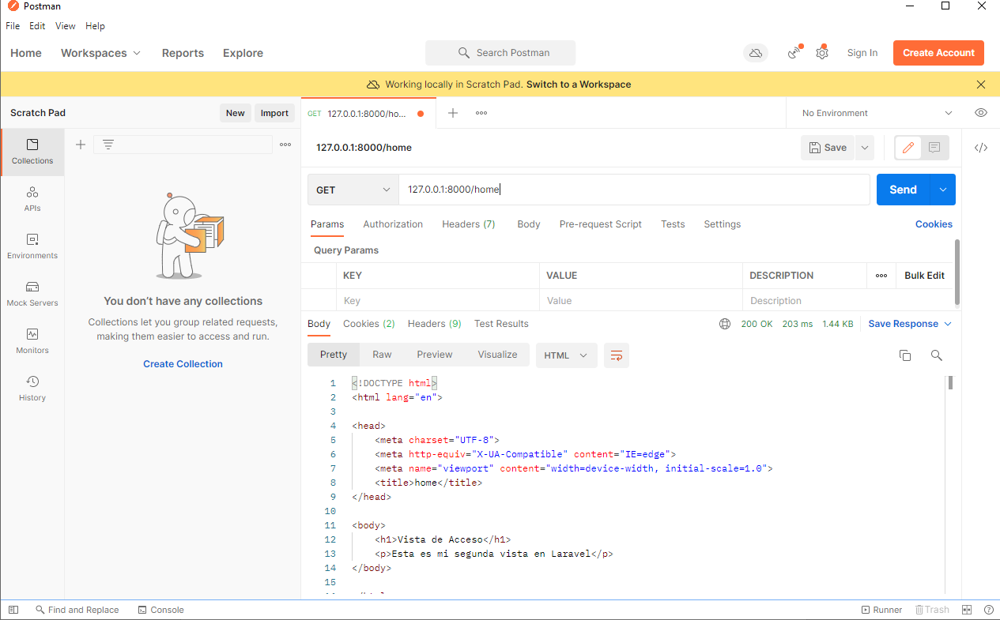 Postman
File Edit View Help
Home Workspaces Reports Explore Search Postman Sign In Create Account
Working locally in Scratch Pad. Switch to a Workspace
Scratch Pad New Import GET 127.0.0.1:8000/ho... No Environment
127.0.0.1:8000/home Save
Collections
APIs
Environments
Mock Servers
Monitors
History
You don't have any collections
Collections let you group related requests,
making them easier to access and run.
Create Collection
GET 127.0.0.1:8000/home Send
Params Authorization Headers (7) Body Pre-request Script Tests Settings Cookies
Query Params
KEY VALUE DESCRIPTION Bulk Edit
Key Value Description
Body Cookies (2) Headers (9) Test Results 200 OK 203 ms 1.44 KB Save Response
Pretty Raw Preview Visualize HTML
1 <!DOCTYPE html>
2 <html lang="en">
3
4 <head>
5 <meta charset="UTF-8">
6 <meta http-equiv="X-UA-Compatible" content="IE=edge">
7 <meta name="viewport" content="width=device-width, initial-scale=1.0">
8 <title>home</title>
9 </head>
10
11 <body>
12 <h1>Vista de Acceso</h1>
13 <p>Esta es mi segunda vista en Laravel</p>
14 </body>
15
Find and Replace Console Runner Trash